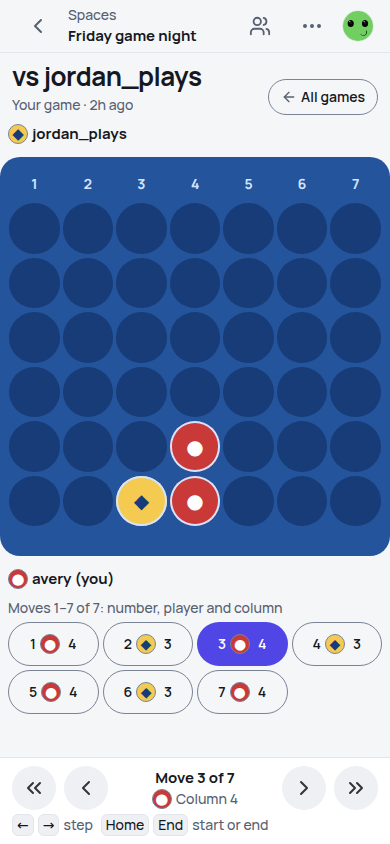 Spaces
Friday game night
vs jordan_plays
Your game · 2h ago
All games
jordan_plays
1 2 3 4 5 6 7
avery (you)
Moves 1–7 of 7: number, player and column
1 4 2 3 3 4 4 3
5 4 6 3 7 4
Move 3 of 7
Column 4
← → step Home End start or end